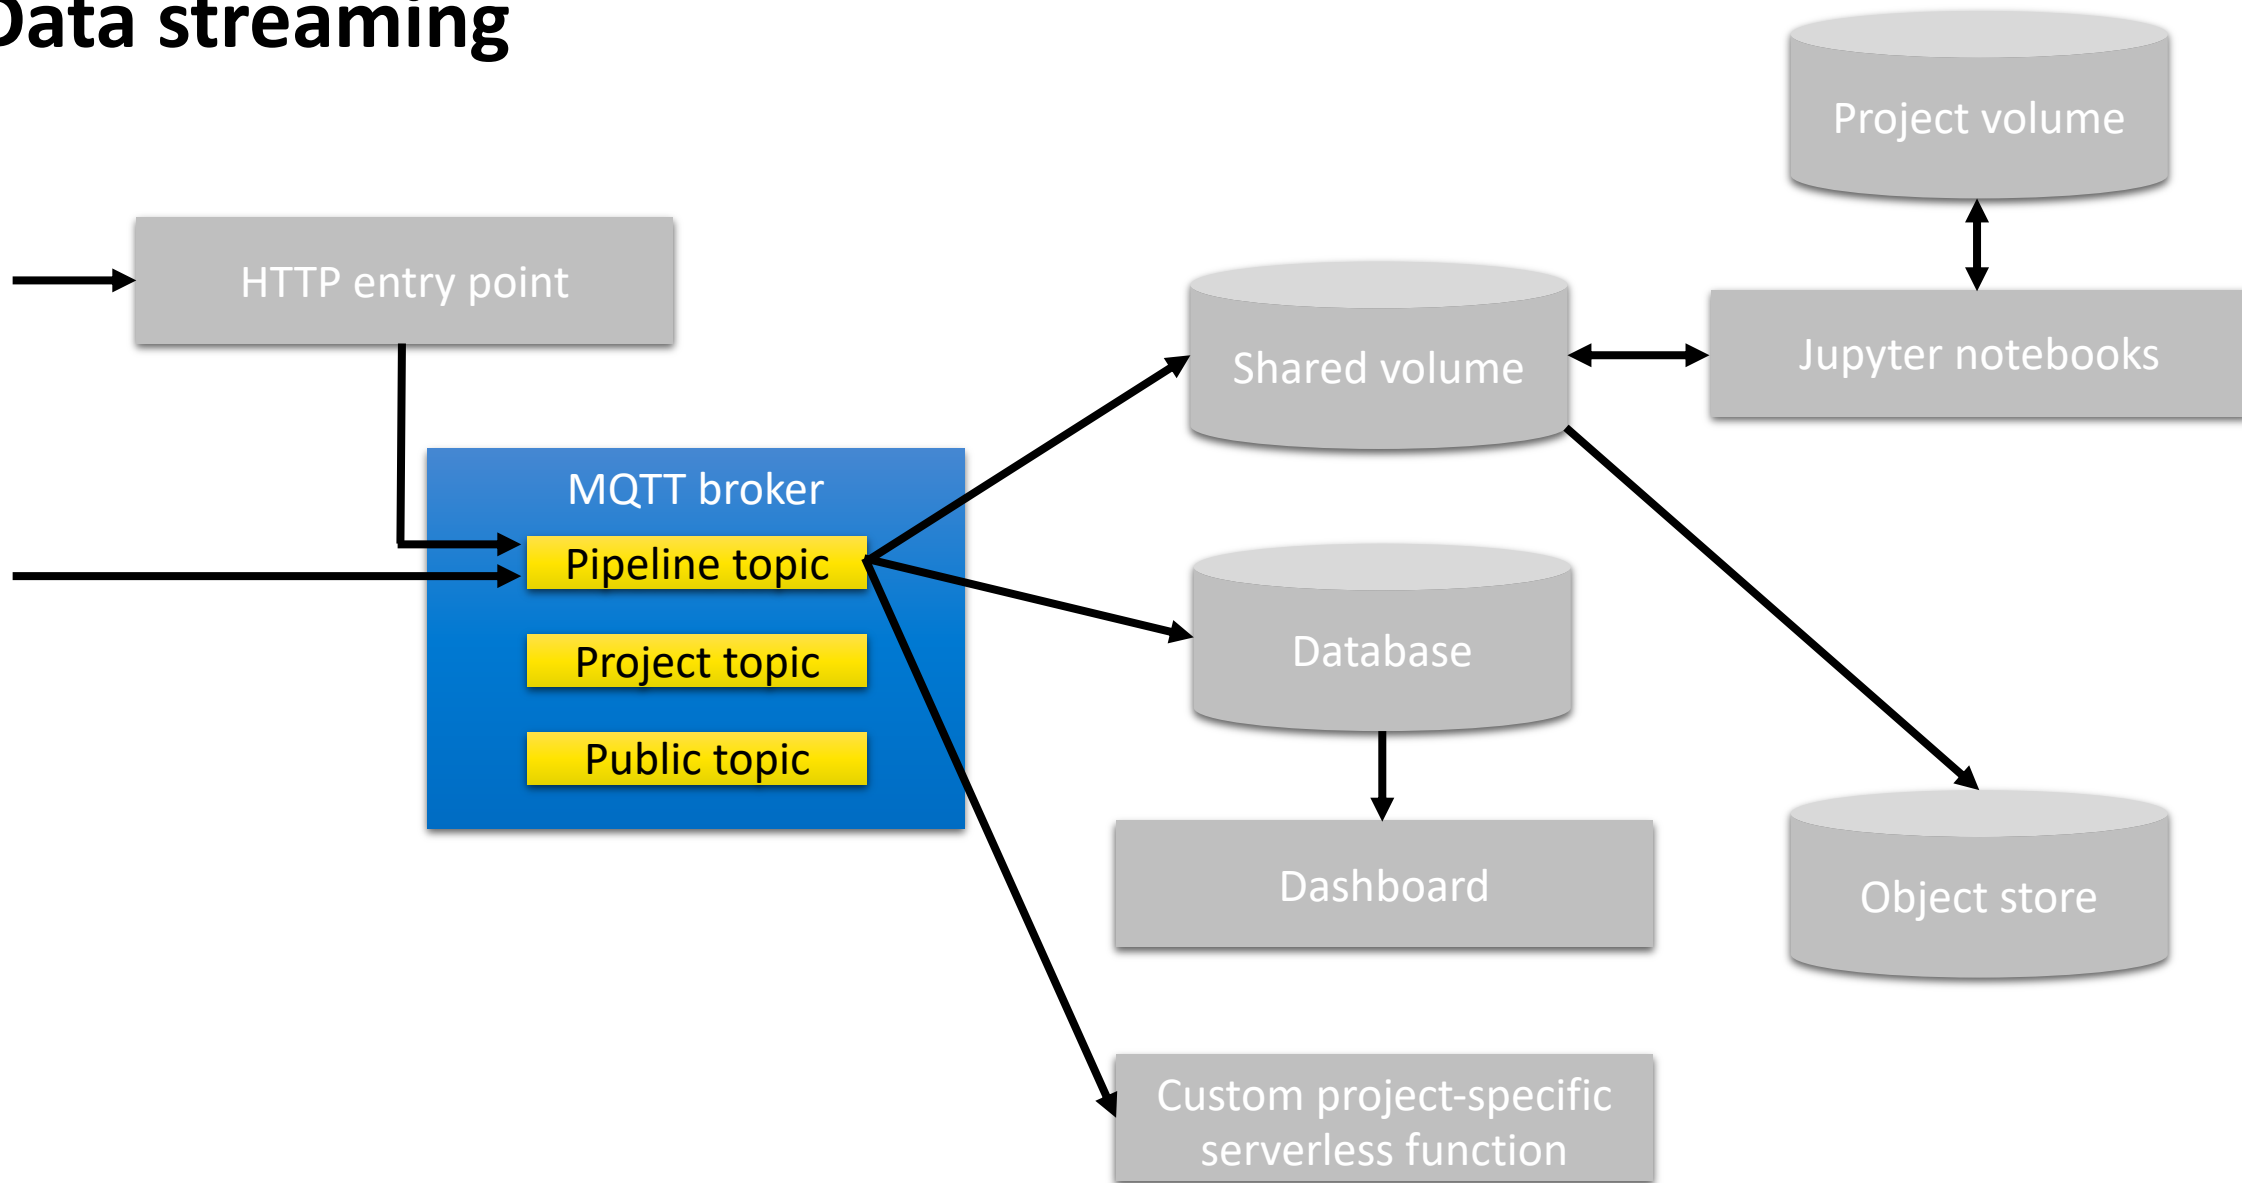 Data streaming
Project volume
HTTP entry point
Shared volume
Jupyter notebooks
MQTT broker
Pipeline topic
Project topic
Public topic
Database
Dashboard
Object store
Custom project-specific
serverless function